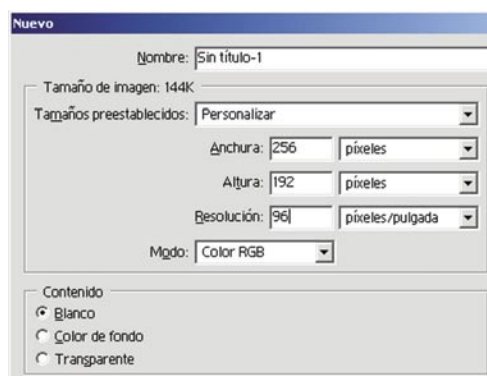 Nuevo
Nombre: Sin título-1
Tamaño de imagen: 144K
Tamaños preestablecidos: Personalizar
Anchura: 256 píxeles
Altura: 192 píxeles
Resolución: 96 píxeles/pulgada
Modo: Color RGB
Contenido
Blanco
Color de fondo
Transparente